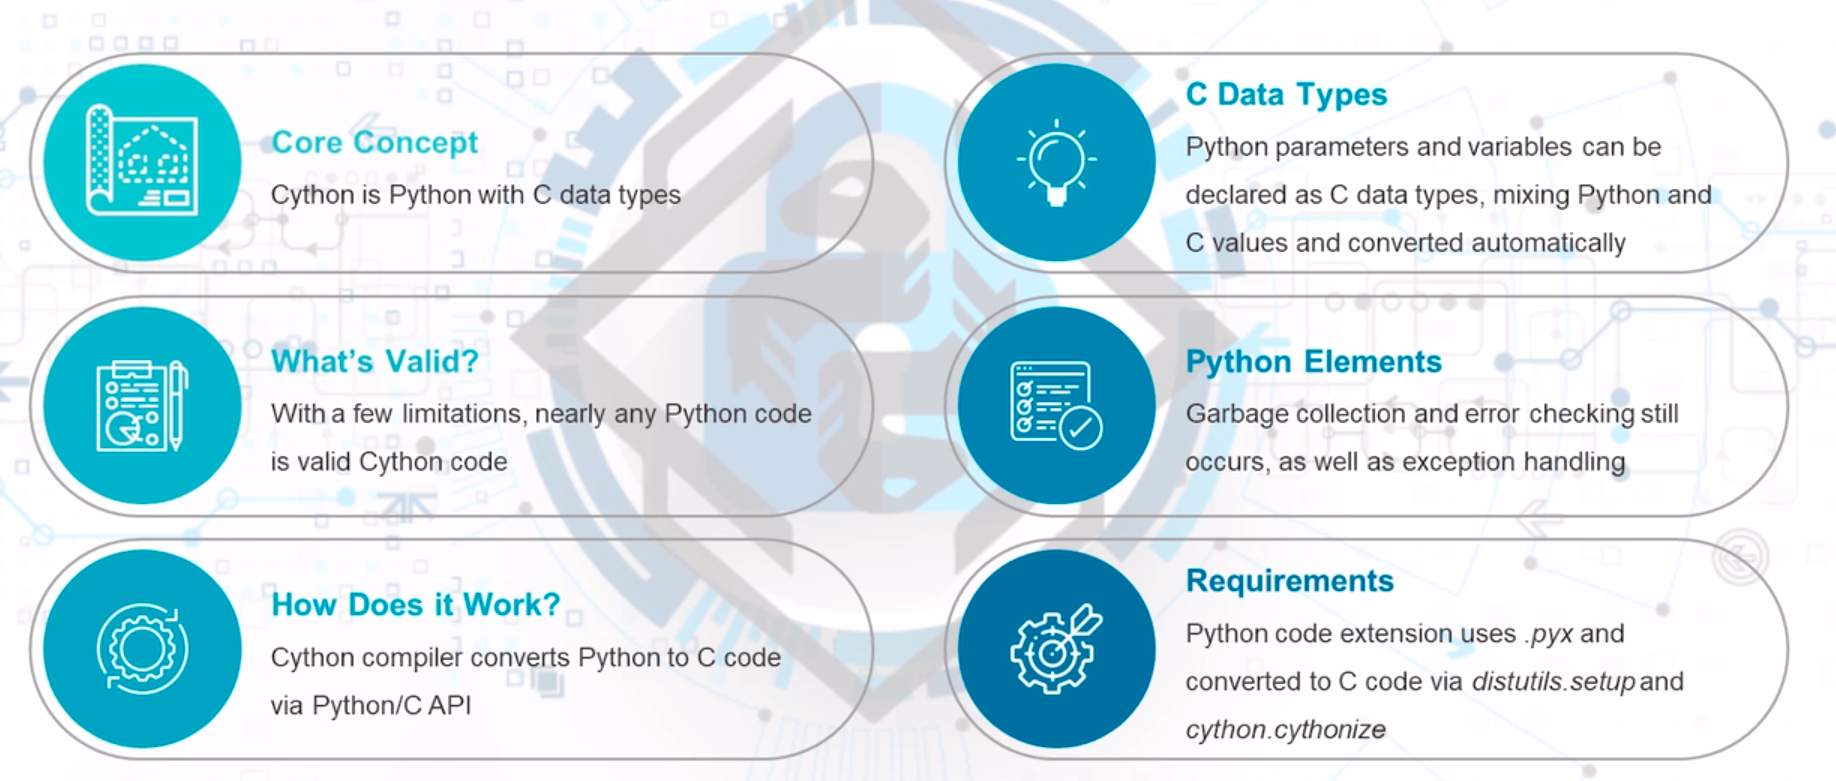 Core Concept
Cython is Python with C data types
What's Valid?
With a few limitations, nearly any Python code
is valid Cython code
How Does it Work?
Cython compiler converts Python to C code
via Python/C API
C Data Types
Python parameters and variables can be
declared as C data types, mixing Python and
C values and converted automatically
Python Elements
Garbage collection and error checking still
occurs, as well as exception handling
Requirements
Python code extension uses .pyx and
converted to C code via distutils.setup and
cython.cythonize